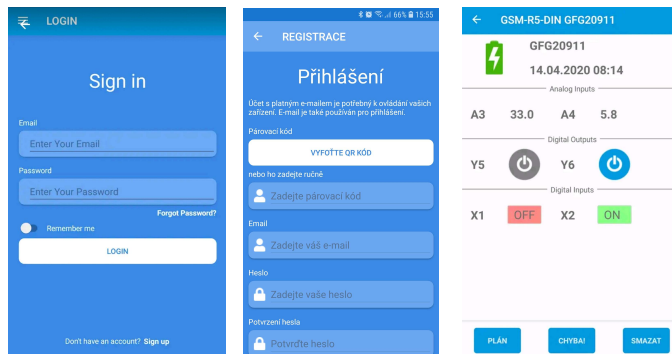 LOGIN
Sign in
Email
Enter Your Email
Password
Enter Your Password
Forgot Password?
Remember me
LOGIN
Don't have an account? Sign up
66% 15:55
REGISTRACE
Přihlášení
Účet s platným e-mailem je potřebný k ovládání vašich
zařízení. E-mail je také používán pro přihlášení.
Párovací kód
VYFOŤTE QR KÓD
nebo ho zadejte ručně
Zadejte párovací kód
Email
Zadejte váš e-mail
Heslo
Zadejte vaše heslo
Potvrzení hesla
Potvrďte heslo
GSM-R5-DIN GFG20911
GFG20911
14.04.2020 08:14
Analog Inputs
A3 33.0 A4 5.8
Digital Outputs
Y5 Y6
Digital Inputs
X1 OFF X2 ON
PLÁN CHYBA! SMAZAT